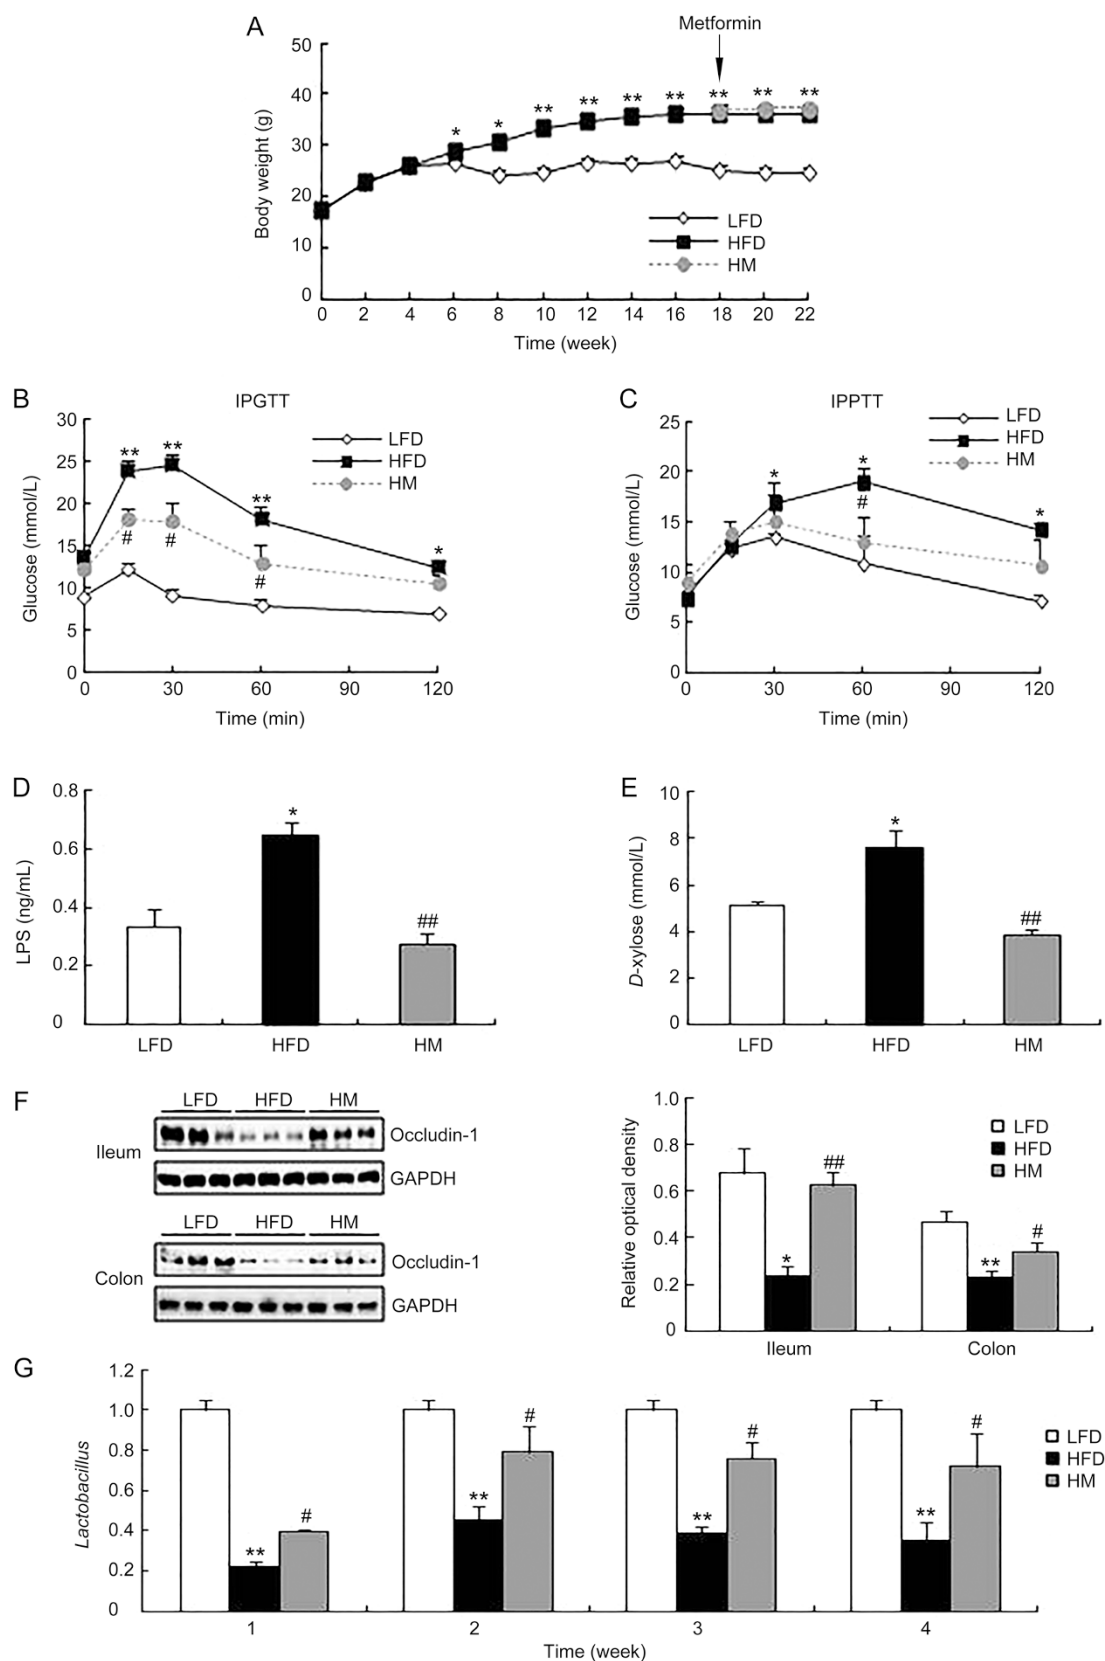 A
Metformin
50
40
30
20
10
0
Body weight (g)
** ** ** ** ** ** **
* *
LFD
HFD
HM
0 2 4 6 8 10 12 14 16 18 20 22
Time (week)
B
IPGTT
30
25
20
15
10
5
0
Glucose (mmol/L)
LFD
HFD
HM
** **
**
*
# #
#
0 30 60 90 120
Time (min)
C
IPPTT
25
20
15
10
5
0
Glucose (mmol/L)
LFD
HFD
HM
* *
*
#
0 30 60 90 120
Time (min)
D
0.8
0.6
0.4
0.2
0
LPS (ng/mL)
*
##
LFD HFD HM
E
10
8
6
4
2
0
D-xylose (mmol/L)
*
##
LFD HFD HM
F
LFD HFD HM
Ileum
Occludin-1
GAPDH
LFD HFD HM
Colon
Occludin-1
GAPDH
1.0
0.8
0.6
0.4
0.2
0
Relative optical density
LFD
HFD
HM
##
*
#
**
Ileum Colon
G
1.2
1.0
0.8
0.6
0.4
0.2
0
Lactobacillus
** #
** #
** #
** #
LFD
HFD
HM
1 2 3 4
Time (week)